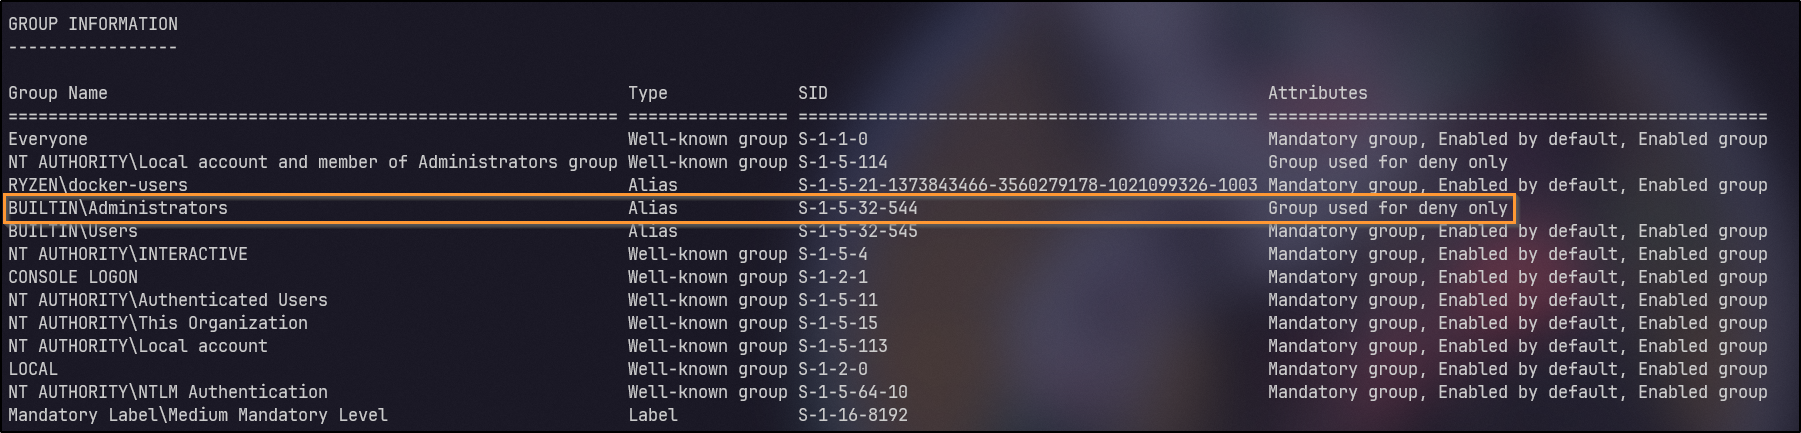 GROUP INFORMATION
-----------------
Group Name Type SID Attributes
============================================================= ================ ============================================== ==================================================
Everyone Well-known group S-1-1-0 Mandatory group, Enabled by default, Enabled group
NT AUTHORITY\Local account and member of Administrators group Well-known group S-1-5-114 Group used for deny only
RYZEN\docker-users Alias S-1-5-21-1373843466-3560279178-1021099326-1003 Mandatory group, Enabled by default, Enabled group
BUILTIN\Administrators Alias S-1-5-32-544 Group used for deny only
BUILTIN\Users Alias S-1-5-32-545 Mandatory group, Enabled by default, Enabled group
NT AUTHORITY\INTERACTIVE Well-known group S-1-5-4 Mandatory group, Enabled by default, Enabled group
CONSOLE LOGON Well-known group S-1-2-1 Mandatory group, Enabled by default, Enabled group
NT AUTHORITY\Authenticated Users Well-known group S-1-5-11 Mandatory group, Enabled by default, Enabled group
NT AUTHORITY\This Organization Well-known group S-1-5-15 Mandatory group, Enabled by default, Enabled group
NT AUTHORITY\Local account Well-known group S-1-5-113 Mandatory group, Enabled by default, Enabled group
LOCAL Well-known group S-1-2-0 Mandatory group, Enabled by default, Enabled group
NT AUTHORITY\NTLM Authentication Well-known group S-1-5-64-10 Mandatory group, Enabled by default, Enabled group
Mandatory Label\Medium Mandatory Level Label S-1-16-8192